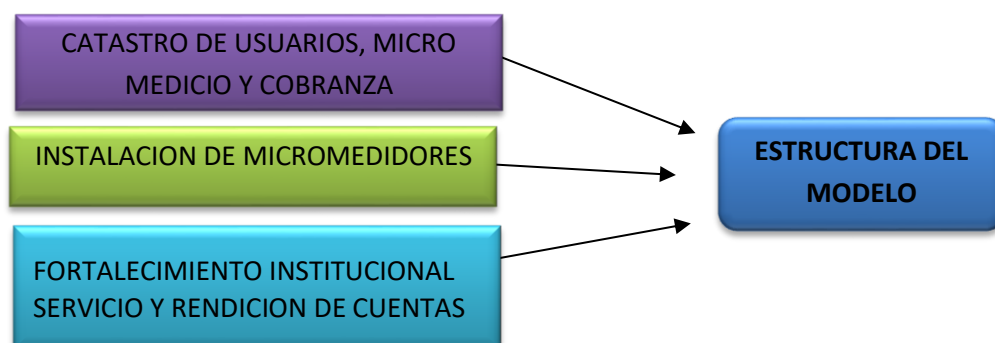 CATASTRO DE USUARIOS, MICRO
MEDICIO Y COBRANZA
INSTALACION DE MICROMEDIDORES
FORTALECIMIENTO INSTITUCIONAL
SERVICIO Y RENDICION DE CUENTAS
ESTRUCTURA DEL
MODELO